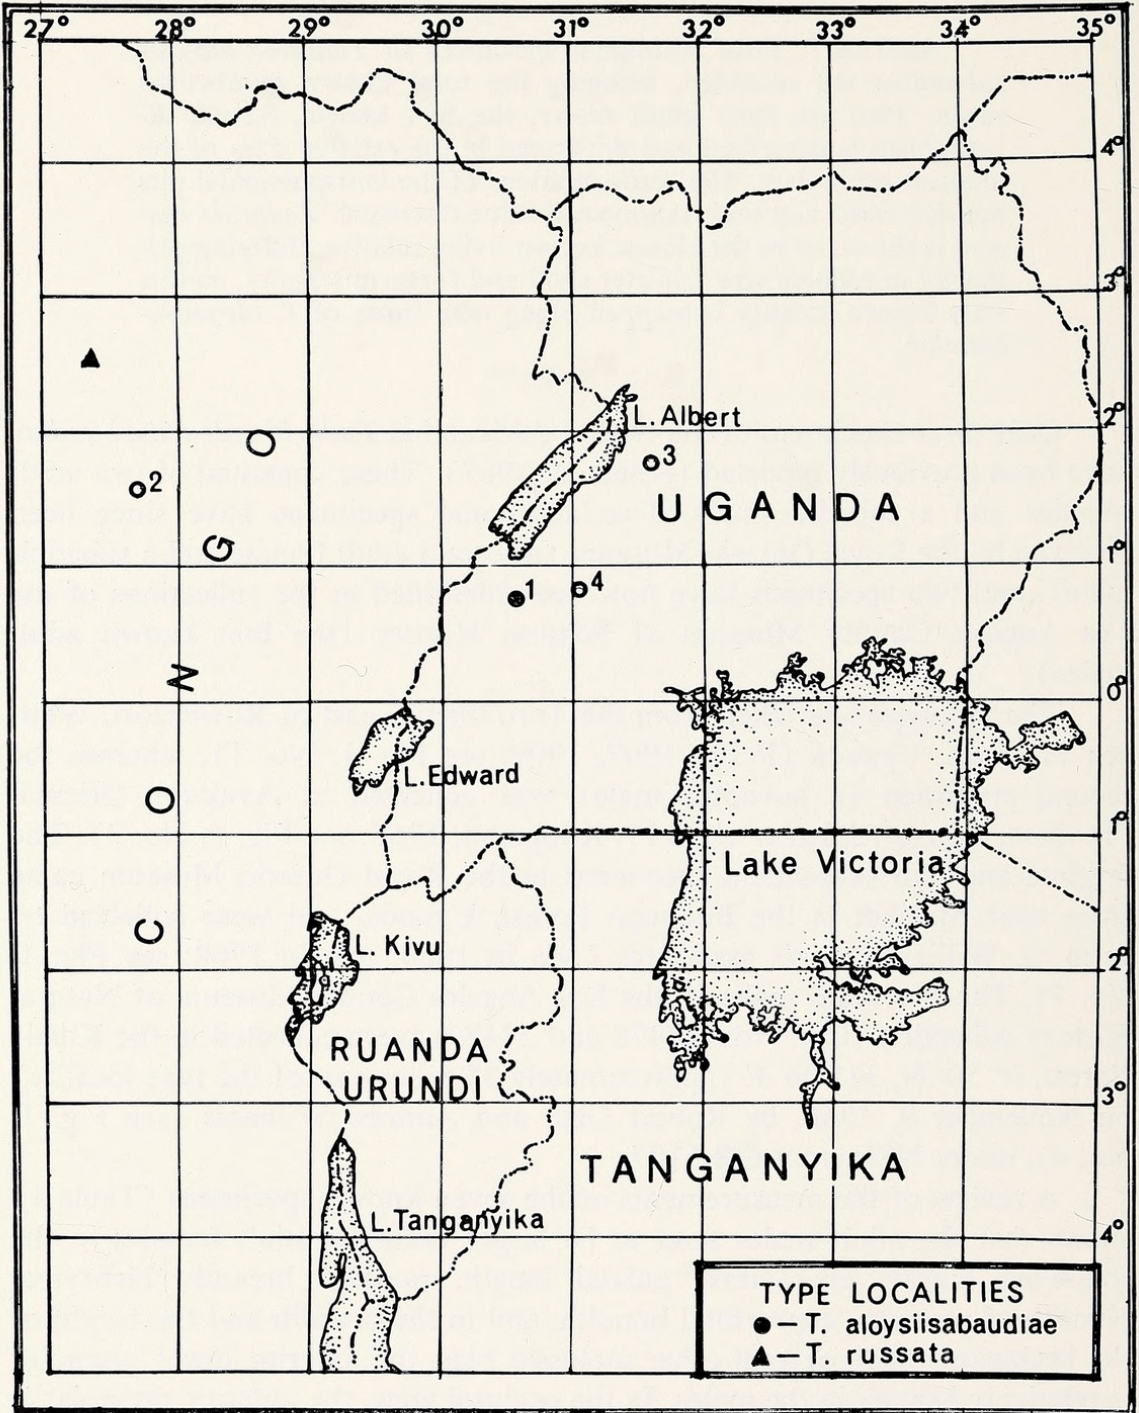 27° 28° 29° 30° 31° 32° 33° 34° 35°
4°
3°
2°
1°
0°
1°
2°
3°
4°
L. Albert
3
2
UGANDA
1
4
CONGO
L. Edward
Lake Victoria
L. Kivu
RUANDA
URUNDI
TANGANYIKA
L. Tanganyika
TYPE LOCALITIES
●—T. aloysiisabaudiae
▲—T. russata